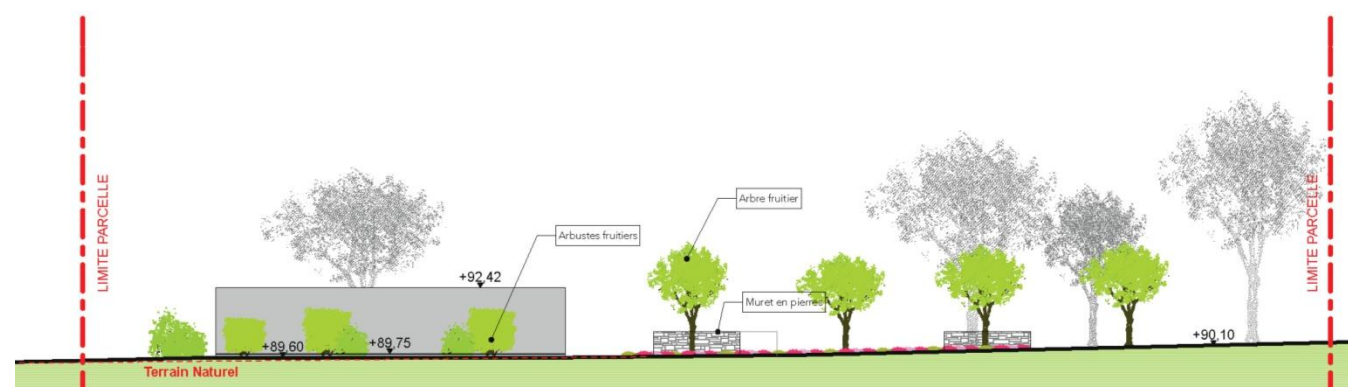 LIMITE PARCELLE
Arbustes fruitiers
+92,42
+89,60
+89,75
Terrain Naturel
Arbre fruitier
Muret en pierres
+90,10
LIMITE PARCELLE